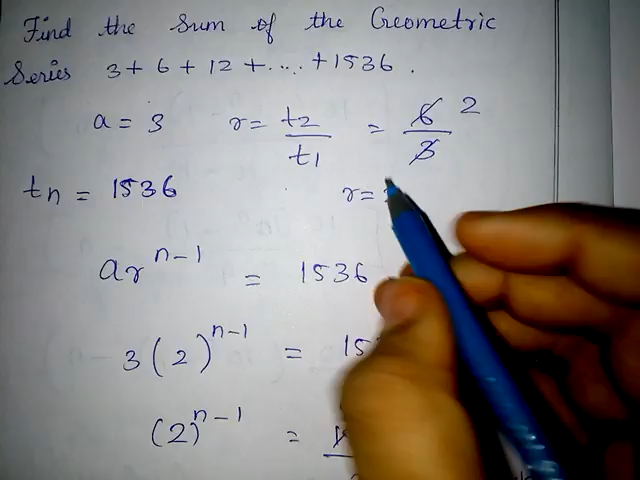 Find the Sum of the Geometric
Series 3 + 6 + 12 + .... + 1536 .
a = 3 r = t2/t1 = 6/3 2
tn = 1536 r =
ar^n-1 = 1536
3(2)^n-1 = 15
(2)^n-1 =